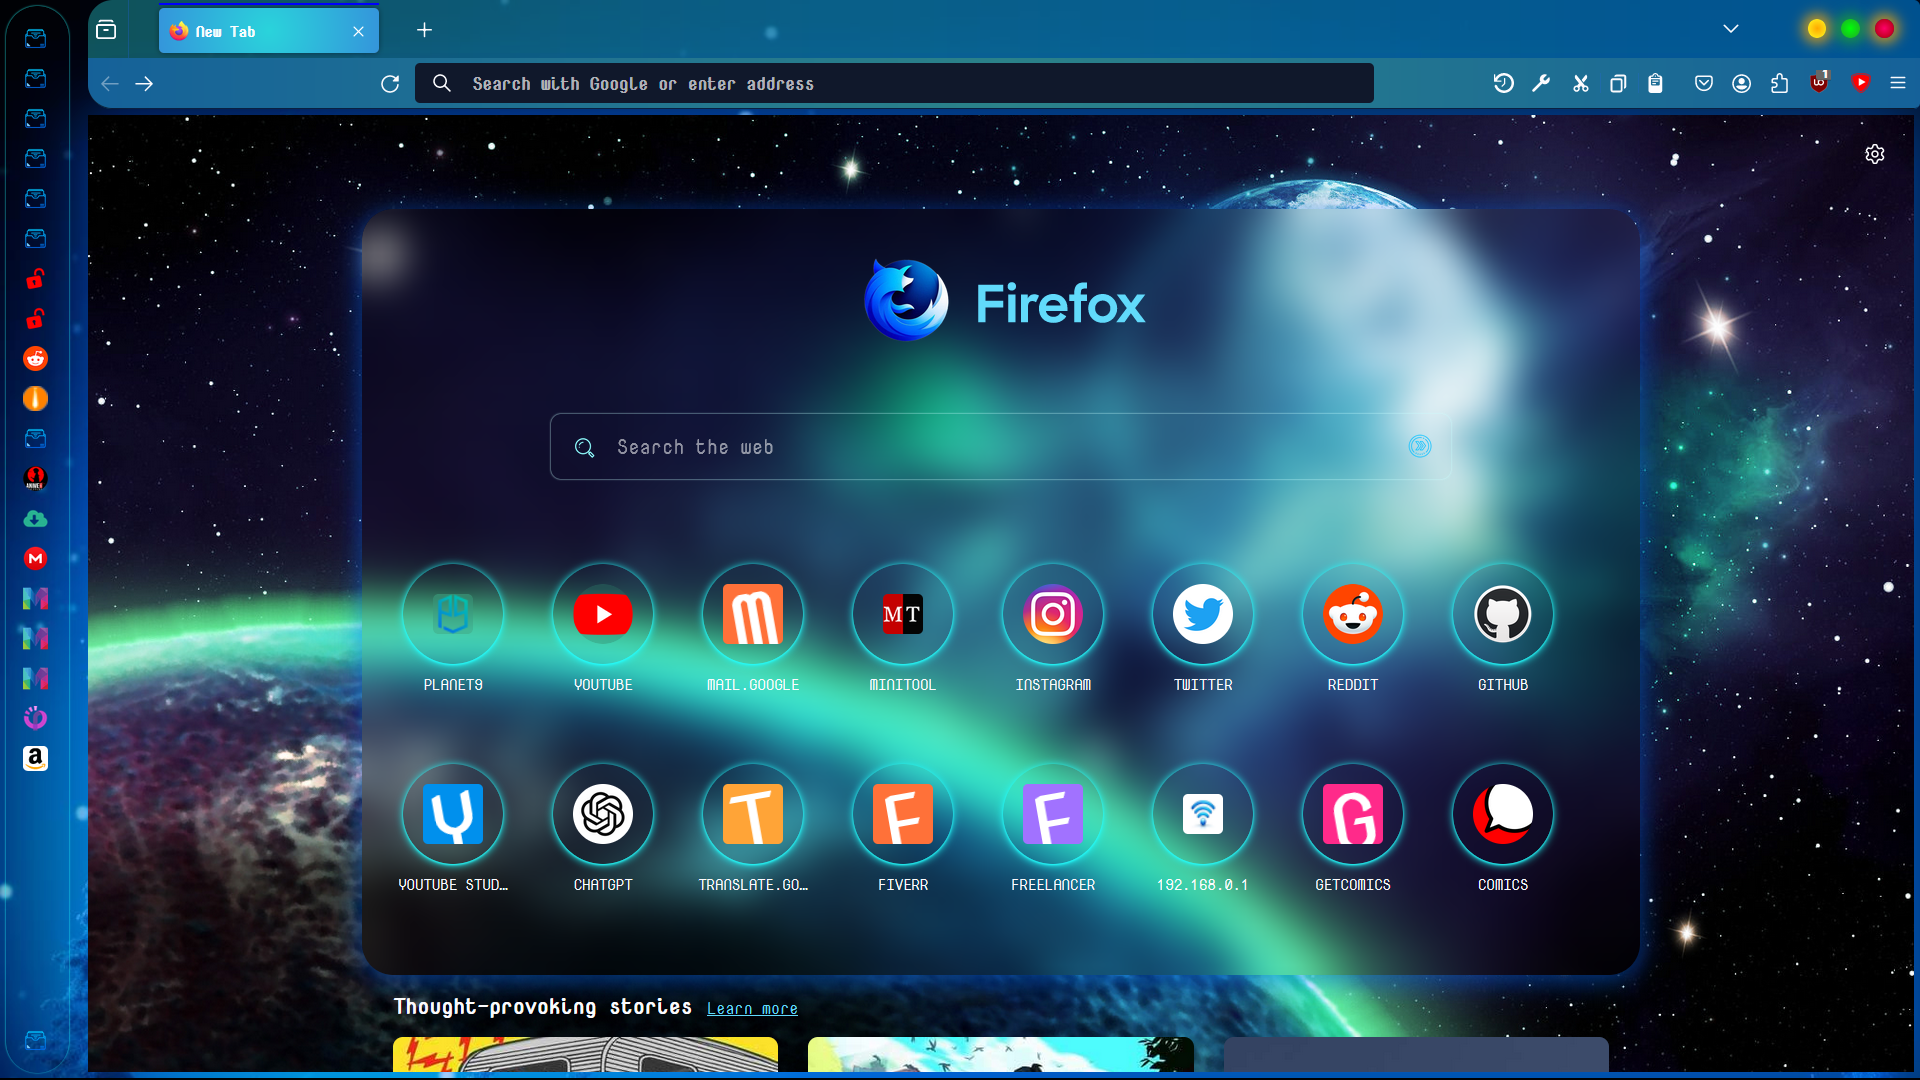 New Tab
Search with Google or enter address
1
Firefox
Search the web
MT
PLANET9
YOUTUBE
MAIL.GOOGLE
MINITOOL
INSTAGRAM
TWITTER
REDDIT
GITHUB
Y
T
F
F
G
YOUTUBE STUD…
CHATGPT
TRANSLATE.GO…
FIVERR
FREELANCER
192.168.0.1
GETCOMICS
COMICS
Thought-provoking stories Learn more